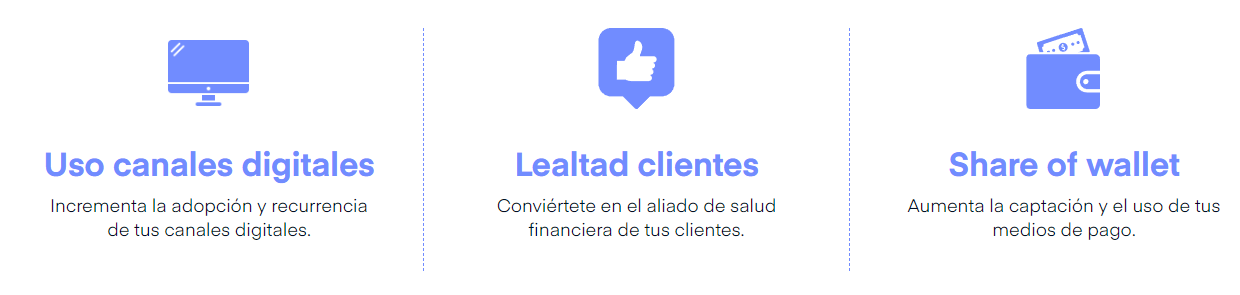 Uso canales digitales
Incrementa la adopción y recurrencia
de tus canales digitales.
Lealtad clientes
Conviértete en el aliado de salud
financiera de tus clientes.
Share of wallet
Aumenta la captación y el uso de tus
medios de pago.